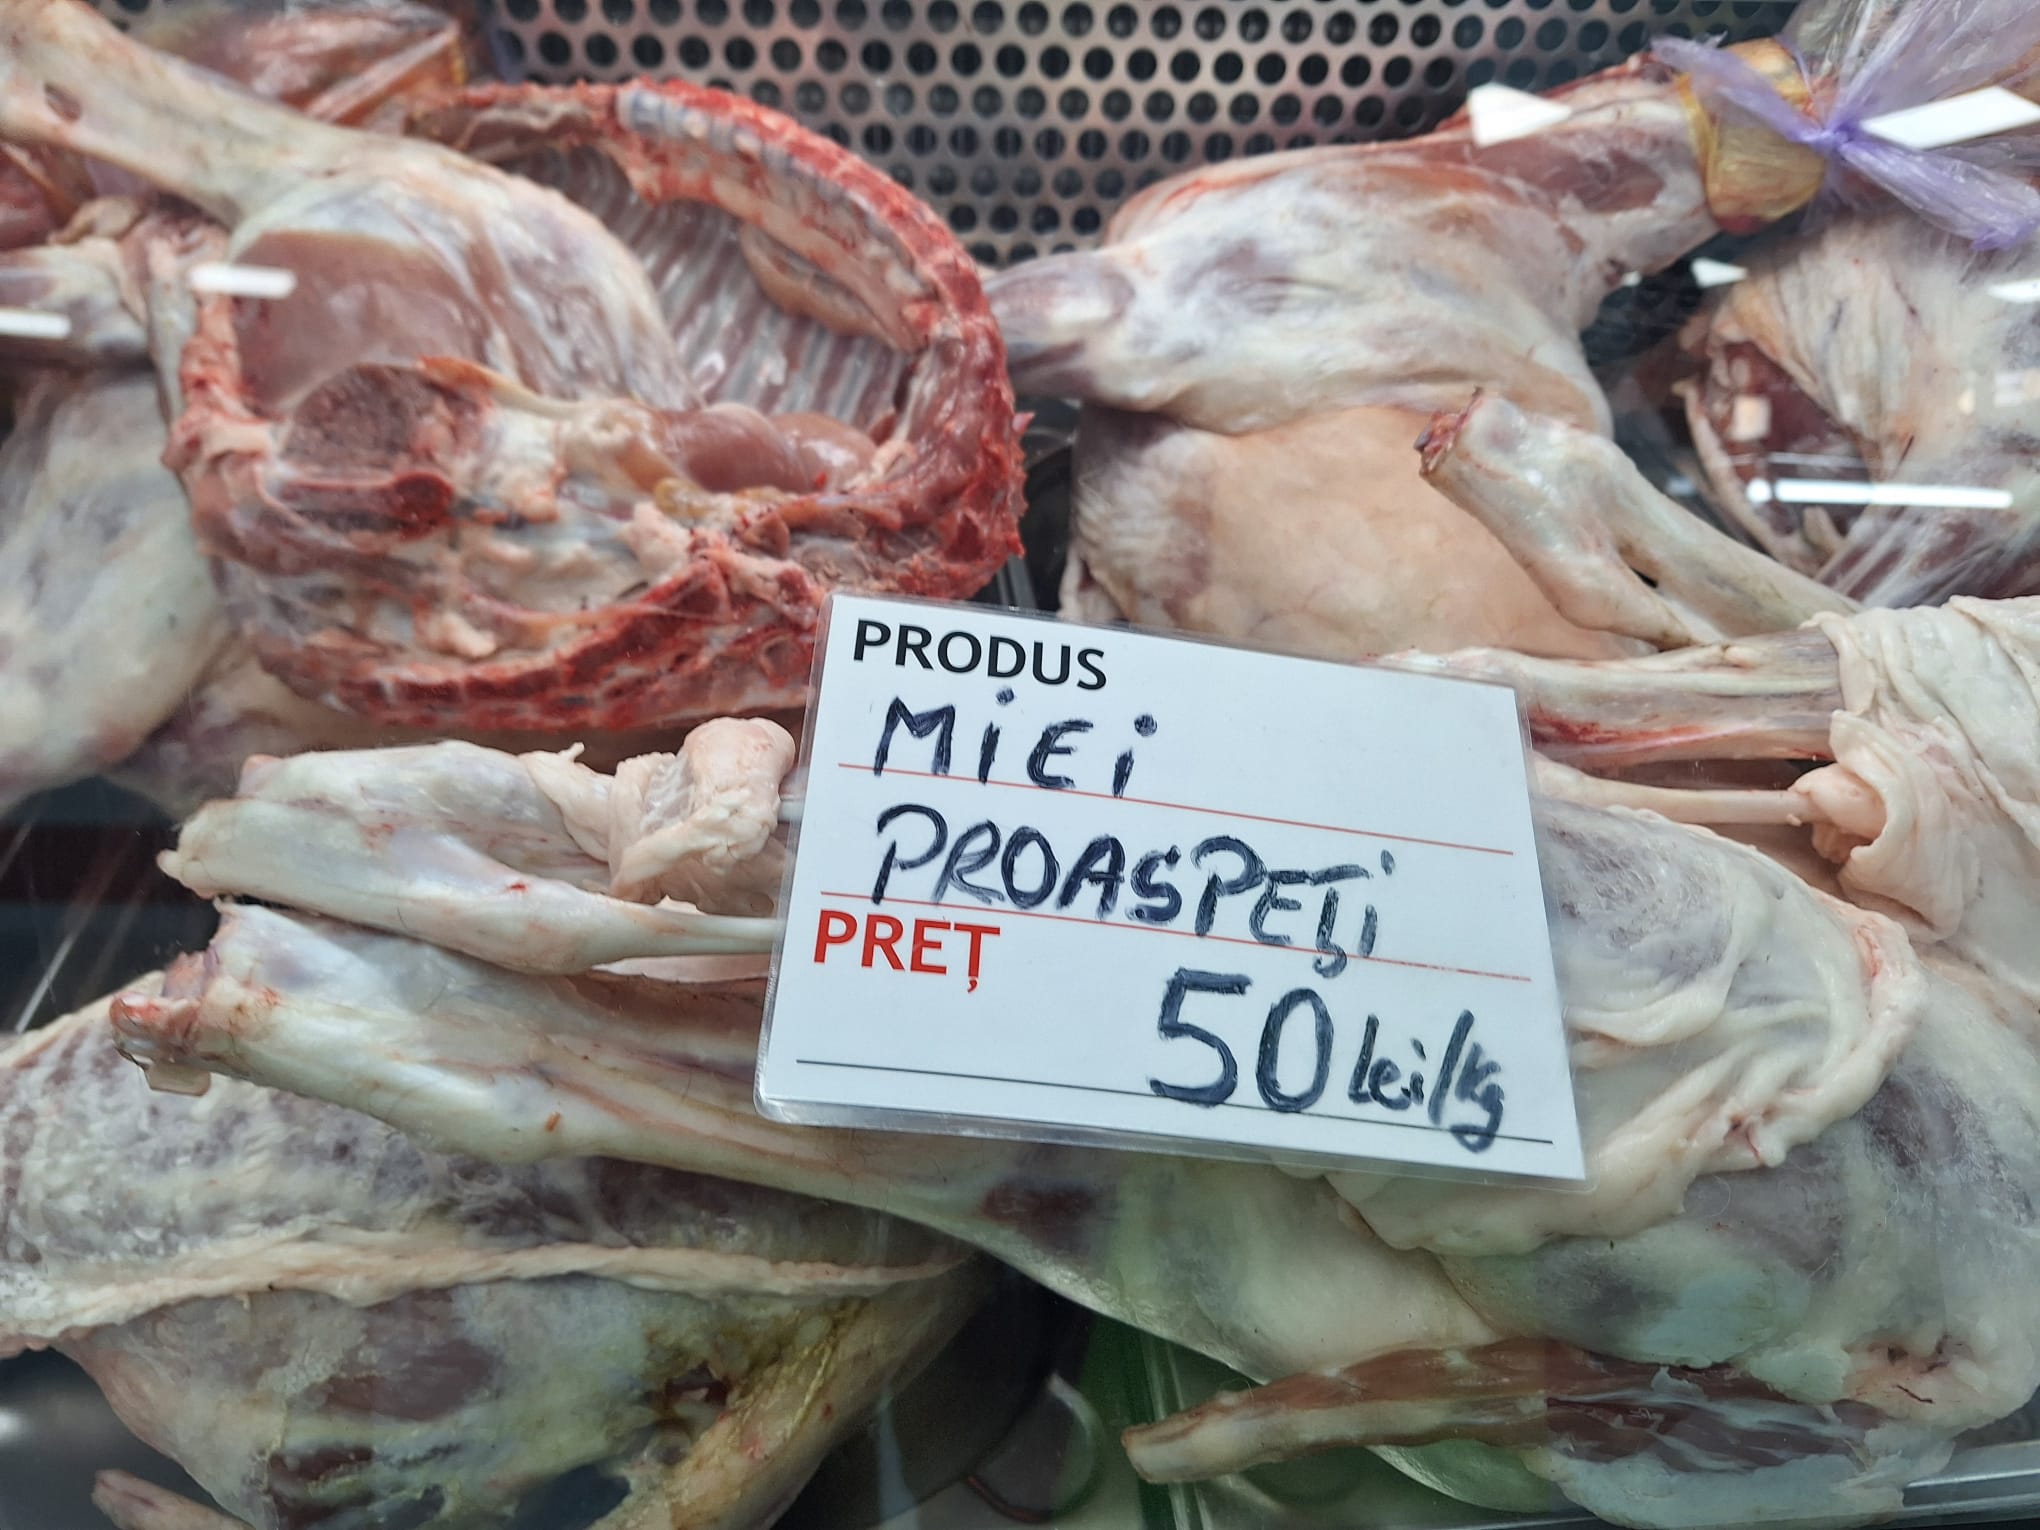 PRODUS
MiEi
PROASPEȚi
PREȚ
50 lei/kg